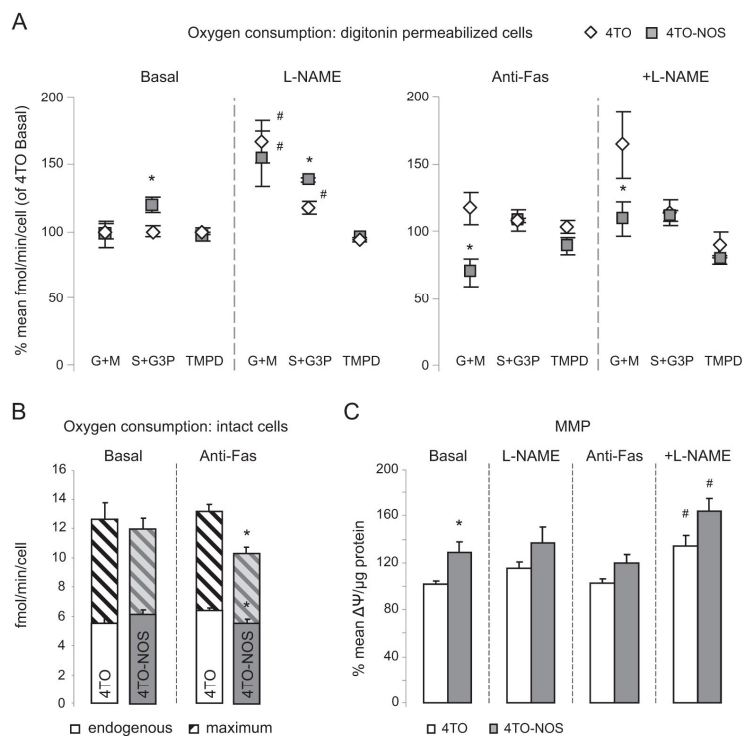 A
Oxygen consumption: digitonin permeabilized cells
4TO
4TO-NOS
Basal
L-NAME
Anti-Fas
+L-NAME
% mean fmol/min/cell (of 4TO Basal)
200
150
100
50
0
*
#
#
*
#
G+M
S+G3P
TMPD
G+M
S+G3P
TMPD
200
150
100
50
0
*
*
G+M
S+G3P
TMPD
G+M
S+G3P
TMPD
B
Oxygen consumption: intact cells
Basal
Anti-Fas
fmol/min/cell
16
14
12
10
8
6
4
2
0
*
*
4TO
4TO-NOS
4TO
4TO-NOS
endogenous
maximum
C
MMP
Basal
L-NAME
Anti-Fas
+L-NAME
% mean ΔΨ/µg protein
200
160
120
80
40
0
*
#
#
4TO
4TO-NOS